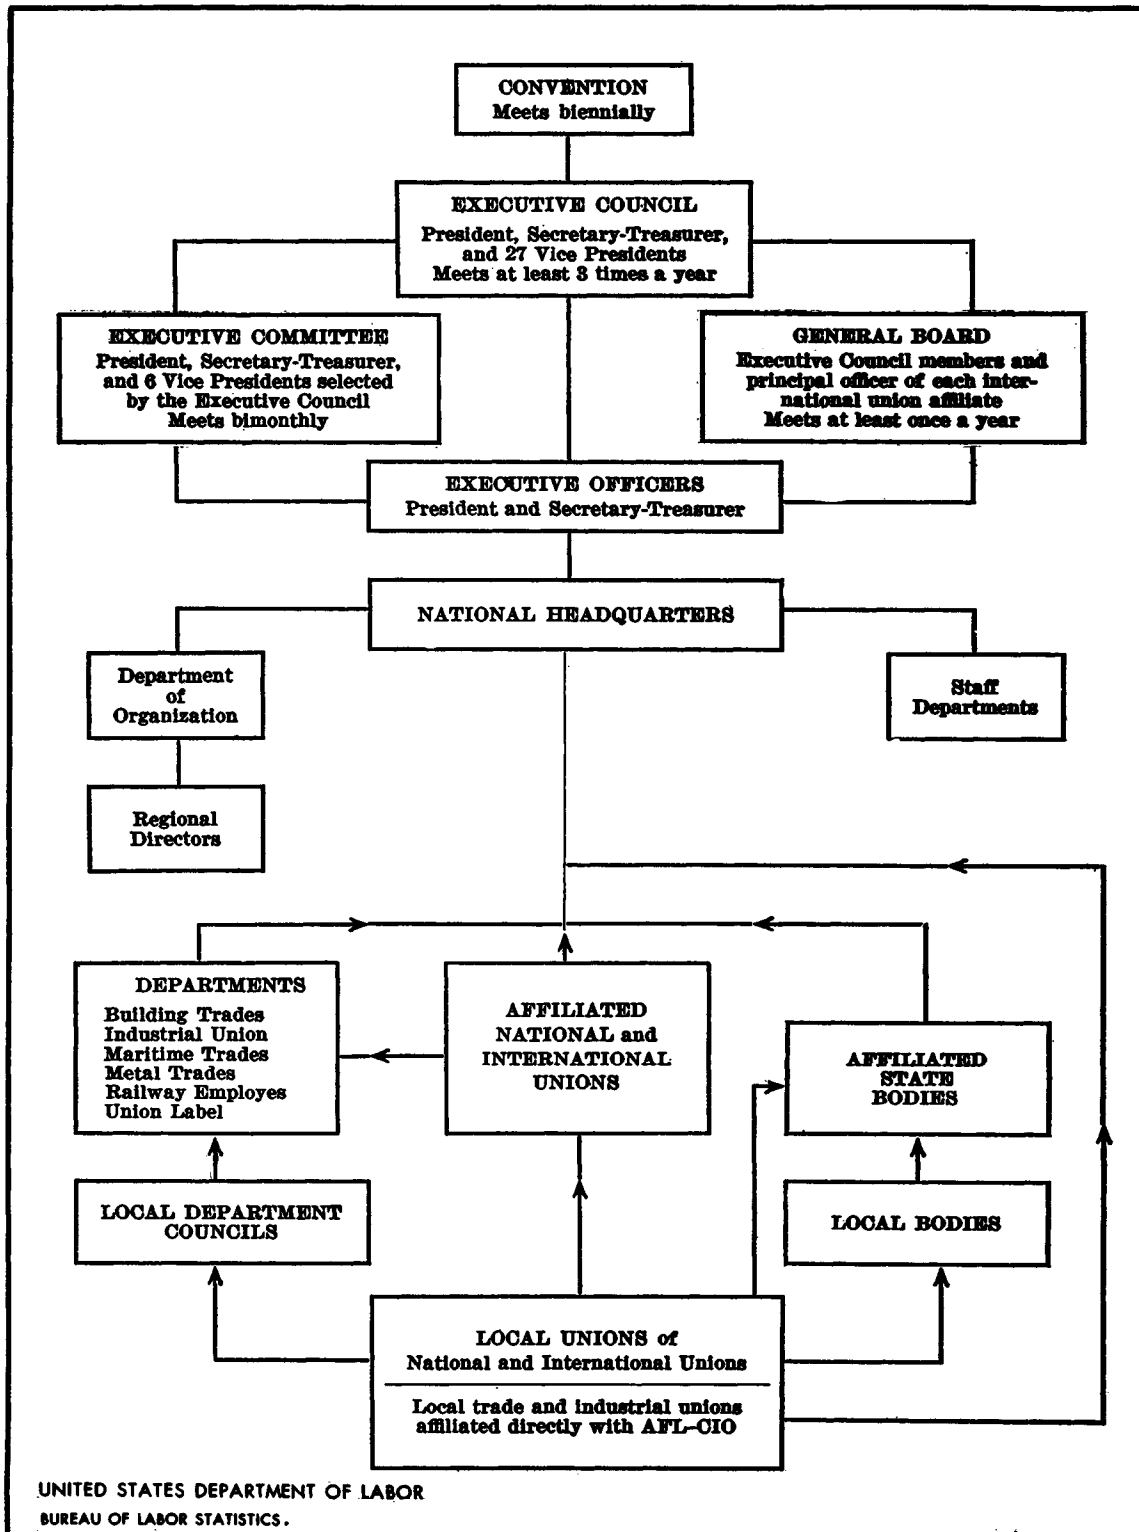 CONVENTION
Meets biennially
EXECUTIVE COUNCIL
President, Secretary-Treasurer,
and 27 Vice Presidents
Meets at least 3 times a year
EXECUTIVE COMMITTEE
President, Secretary-Treasurer,
and 6 Vice Presidents selected
by the Executive Council
Meets bimonthly
GENERAL BOARD
Executive Council members and
principal officer of each inter-
national union affiliate
Meets at least once a year
EXECUTIVE OFFICERS
President and Secretary-Treasurer
NATIONAL HEADQUARTERS
Department
of
Organization
Staff
Departments
Regional
Directors
DEPARTMENTS
Building Trades
Industrial Union
Maritime Trades
Metal Trades
Railway Employes
Union Label
AFFILIATED
NATIONAL and
INTERNATIONAL
UNIONS
AFFILIATED
STATE
BODIES
LOCAL DEPARTMENT
COUNCILS
LOCAL BODIES
LOCAL UNIONS of
National and International Unions
Local trade and industrial unions
affiliated directly with AFL-CIO
UNITED STATES DEPARTMENT OF LABOR
BUREAU OF LABOR STATISTICS.